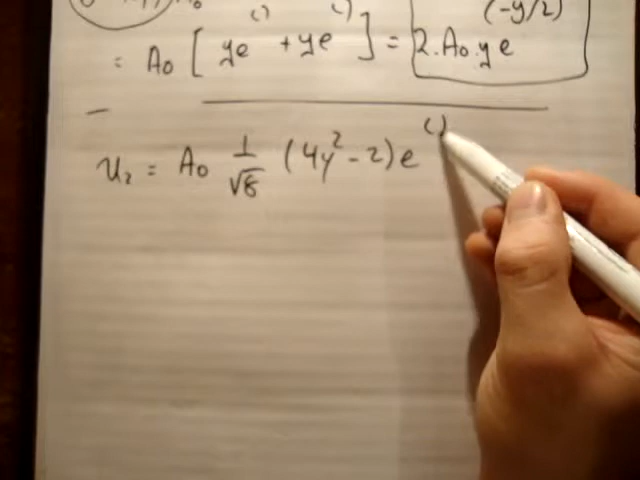 = A₀ [ ye^() + ye^() ] = 2.A₀.y e^(-y/2)
u₂ = A₀ 1/√8 (4y² - 2) e^()